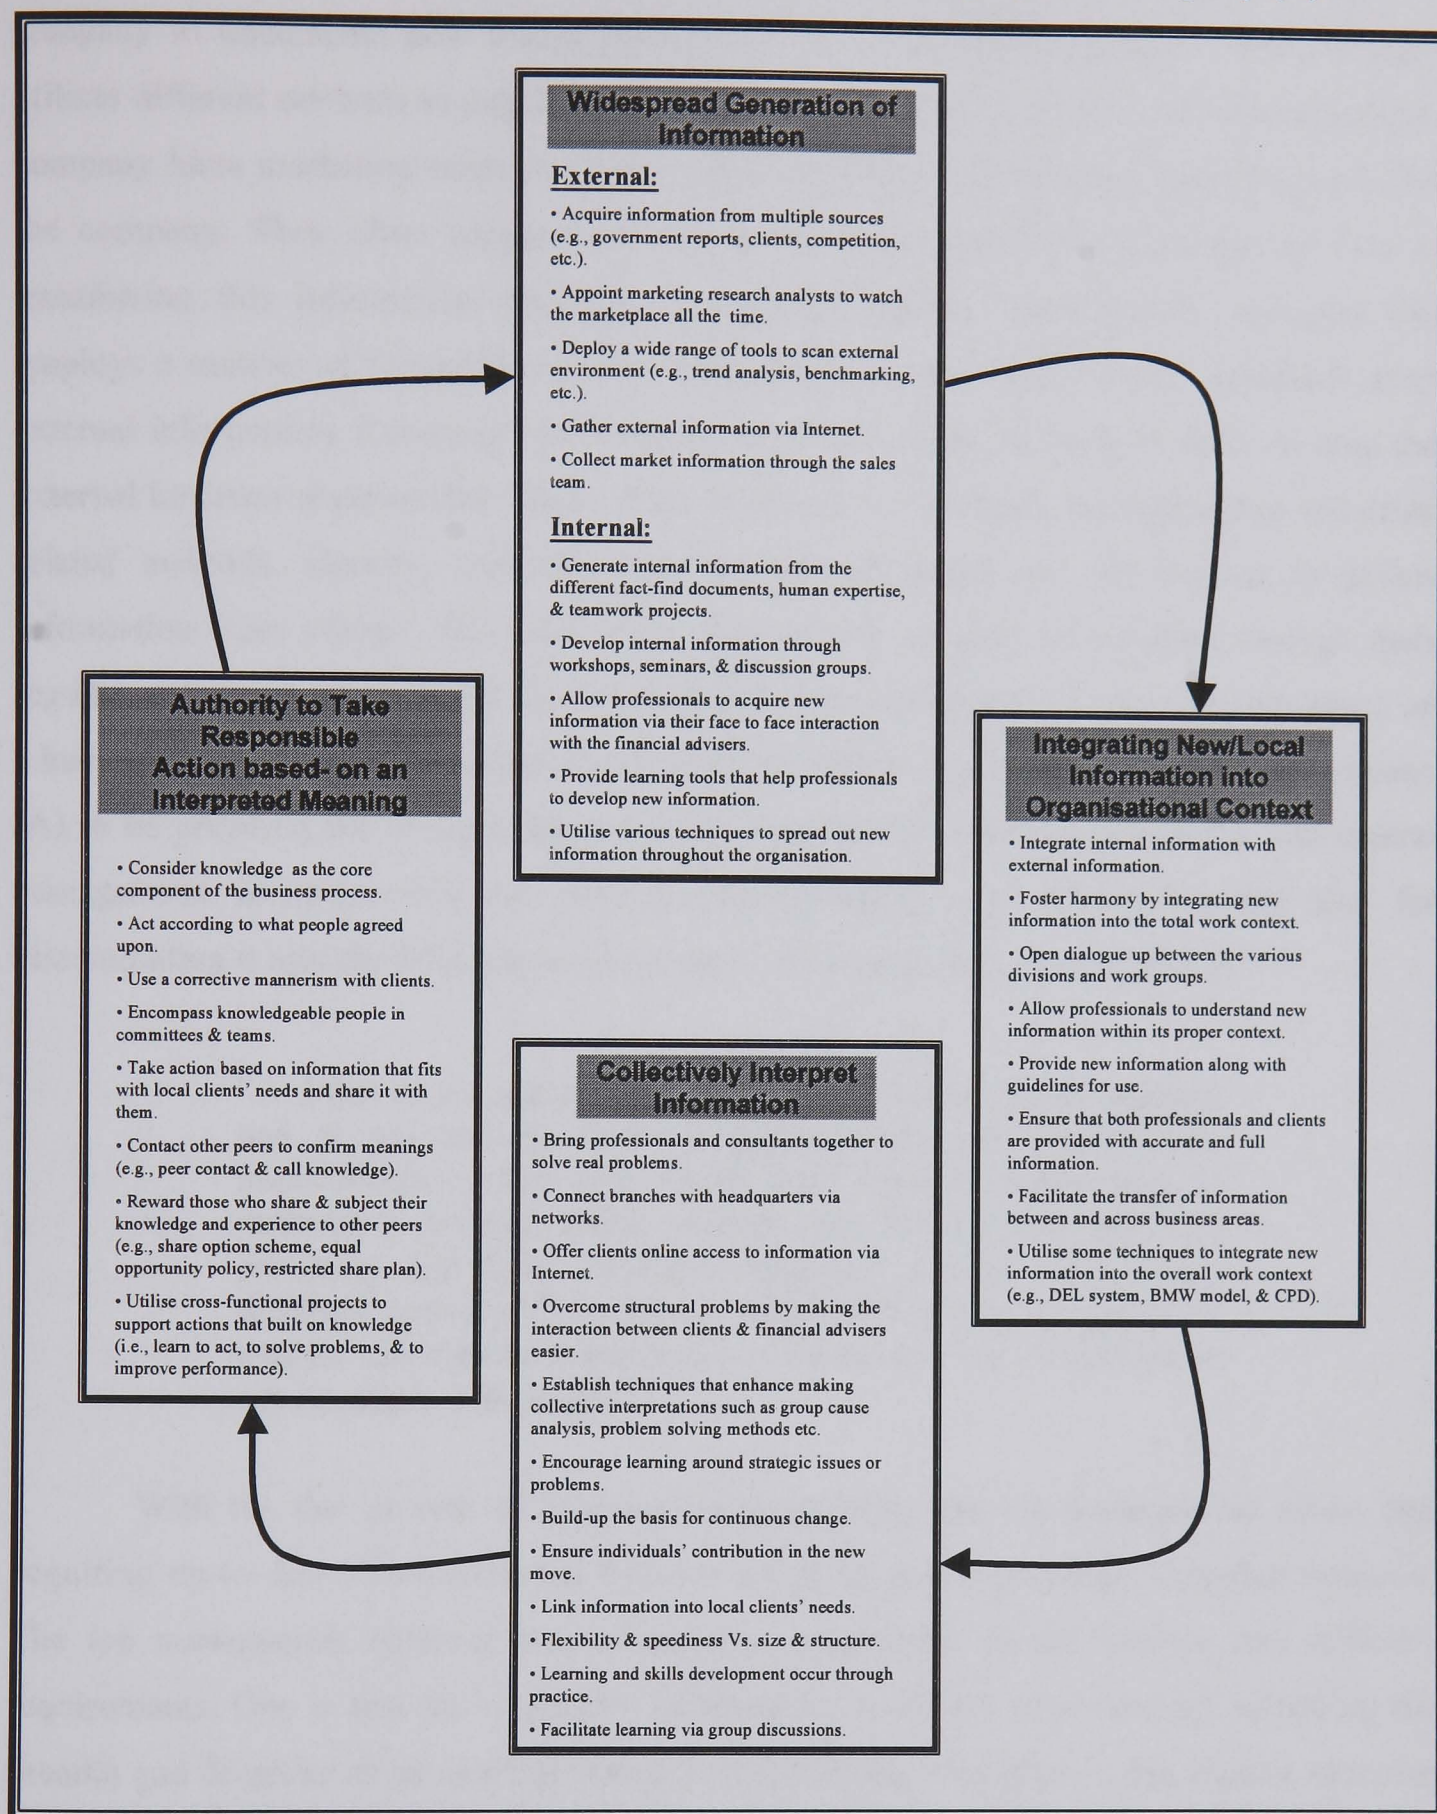 Widespread Generation of
Information
External:
• Acquire information from multiple sources
(e.g., government reports, clients, competition,
etc.).
• Appoint marketing research analysts to watch
the marketplace all the time.
• Deploy a wide range of tools to scan external
environment (e.g., trend analysis, benchmarking,
etc.).
• Gather external information via Internet.
• Collect market information through the sales
team.
Internal:
• Generate internal information from the
different fact-find documents, human expertise,
& teamwork projects.
• Develop internal information through
workshops, seminars, & discussion groups.
• Allow professionals to acquire new
information via their face to face interaction
with the financial advisers.
• Provide learning tools that help professionals
to develop new information.
• Utilise various techniques to spread out new
information throughout the organisation.
Integrating New/Local
Information into
Organisational Context
• Integrate internal information with
external information.
• Foster harmony by integrating new
information into the total work context.
• Open dialogue up between the various
divisions and work groups.
• Allow professionals to understand new
information within its proper context.
• Provide new information along with
guidelines for use.
• Ensure that both professionals and clients
are provided with accurate and full
information.
• Facilitate the transfer of information
between and across business areas.
• Utilise some techniques to integrate new
information into the overall work context
(e.g., DEL system, BMW model, & CPD).
Collectively Interpret
Information
• Bring professionals and consultants together to
solve real problems.
• Connect branches with headquarters via
networks.
• Offer clients online access to information via
Internet.
• Overcome structural problems by making the
interaction between clients & financial advisers
easier.
• Establish techniques that enhance making
collective interpretations such as group cause
analysis, problem solving methods etc.
• Encourage learning around strategic issues or
problems.
• Build-up the basis for continuous change.
• Ensure individuals' contribution in the new
move.
• Link information into local clients' needs.
• Flexibility & speediness Vs. size & structure.
• Learning and skills development occur through
practice.
• Facilitate learning via group discussions.
Authority to Take
Responsible
Action based- on an
Interpreted Meaning
• Consider knowledge as the core
component of the business process.
• Act according to what people agreed
upon.
• Use a corrective mannerism with clients.
• Encompass knowledgeable people in
committees & teams.
• Take action based on information that fits
with local clients' needs and share it with
them.
• Contact other peers to confirm meanings
(e.g., peer contact & call knowledge).
• Reward those who share & subject their
knowledge and experience to other peers
(e.g., share option scheme, equal
opportunity policy, restricted share plan).
• Utilise cross-functional projects to
support actions that built on knowledge
(i.e., learn to act, to solve problems, & to
improve performance).